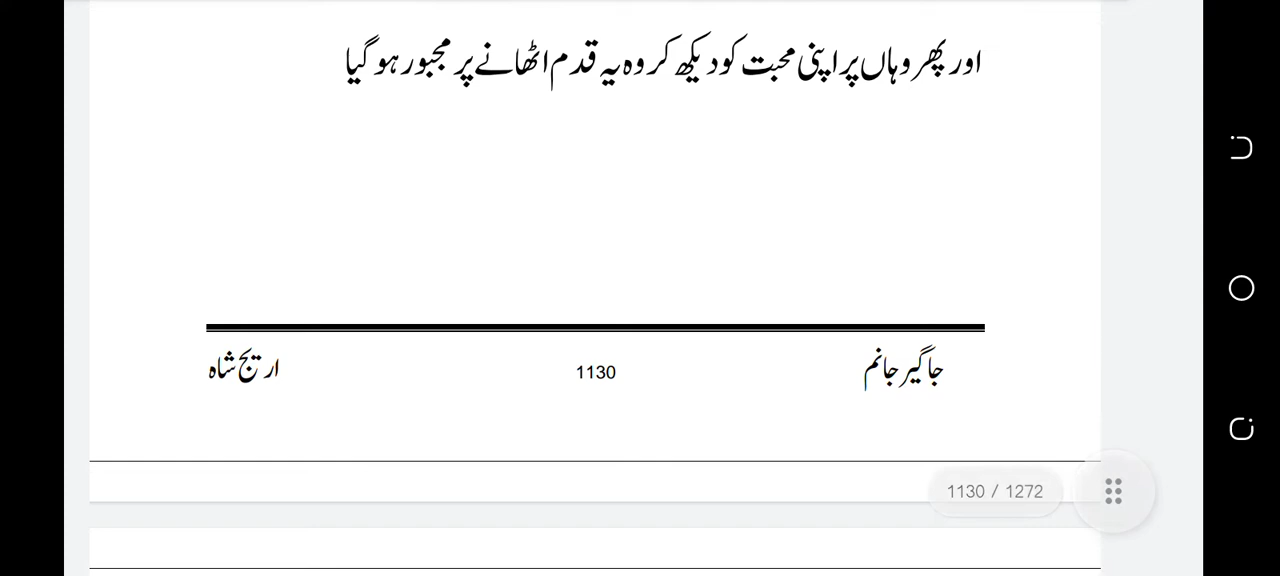 اور پھر وہاں پر اپنی محبت کو دیکھ کر وہ یہ قدم اٹھانے پر مجبور ہو گیا
جاگیر جانم 1130 اریج شاہ
1130 / 1272